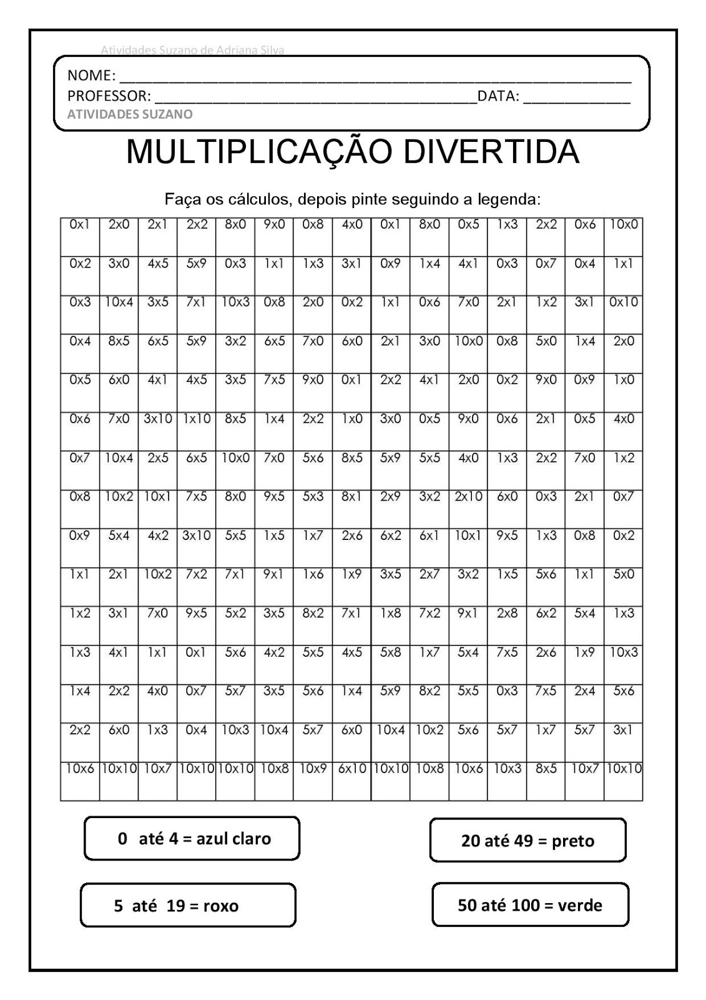 Atividades Suzano de Adriana Silva
NOME: ______________________________________________________________
PROFESSOR: _______________________________________DATA: _____________
ATIVIDADES SUZANO
MULTIPLICAÇÃO DIVERTIDA
Faça os cálculos, depois pinte seguindo a legenda:
0x1 2x0 2x1 2x2 8x0 9x0 0x8 4x0 0x1 8x0 0x5 1x3 2x2 0x6 10x0
0x2 3x0 4x5 5x9 0x3 1x1 1x3 3x1 0x9 1x4 4x1 0x3 0x7 0x4 1x1
0x3 10x4 3x5 7x1 10x3 0x8 2x0 0x2 1x1 0x6 7x0 2x1 1x2 3x1 0x10
0x4 8x5 6x5 5x9 3x2 6x5 7x0 6x0 2x1 3x0 10x0 0x8 5x0 1x4 2x0
0x5 6x0 4x1 4x5 3x5 7x5 9x0 0x1 2x2 4x1 2x0 0x2 9x0 0x9 1x0
0x6 7x0 3x10 1x10 8x5 1x4 2x2 1x0 3x0 0x5 9x0 0x6 2x1 0x5 4x0
0x7 10x4 2x5 6x5 10x0 7x0 5x6 8x5 5x9 5x5 4x0 1x3 2x2 7x0 1x2
0x8 10x2 10x1 7x5 8x0 9x5 5x3 8x1 2x9 3x2 2x10 6x0 0x3 2x1 0x7
0x9 5x4 4x2 3x10 5x5 1x5 1x7 2x6 6x2 6x1 10x1 9x5 1x3 0x8 0x2
1x1 2x1 10x2 7x2 7x1 9x1 1x6 1x9 3x5 2x7 3x2 1x5 5x6 1x1 5x0
1x2 3x1 7x0 9x5 5x2 3x5 8x2 7x1 1x8 7x2 9x1 2x8 6x2 5x4 1x3
1x3 4x1 1x1 0x1 5x6 4x2 5x5 4x5 5x8 1x7 5x4 7x5 2x6 1x9 10x3
1x4 2x2 4x0 0x7 5x7 3x5 5x6 1x4 5x9 8x2 5x5 0x3 7x5 2x4 5x6
2x2 6x0 1x3 0x4 10x3 10x4 5x7 6x0 10x4 10x2 5x6 5x7 1x7 5x7 3x1
10x6 10x10 10x7 10x10 10x10 10x8 10x9 6x10 10x10 10x8 10x6 10x3 8x5 10x7 10x10
0 até 4 = azul claro
20 até 49 = preto
5 até 19 = roxo
50 até 100 = verde